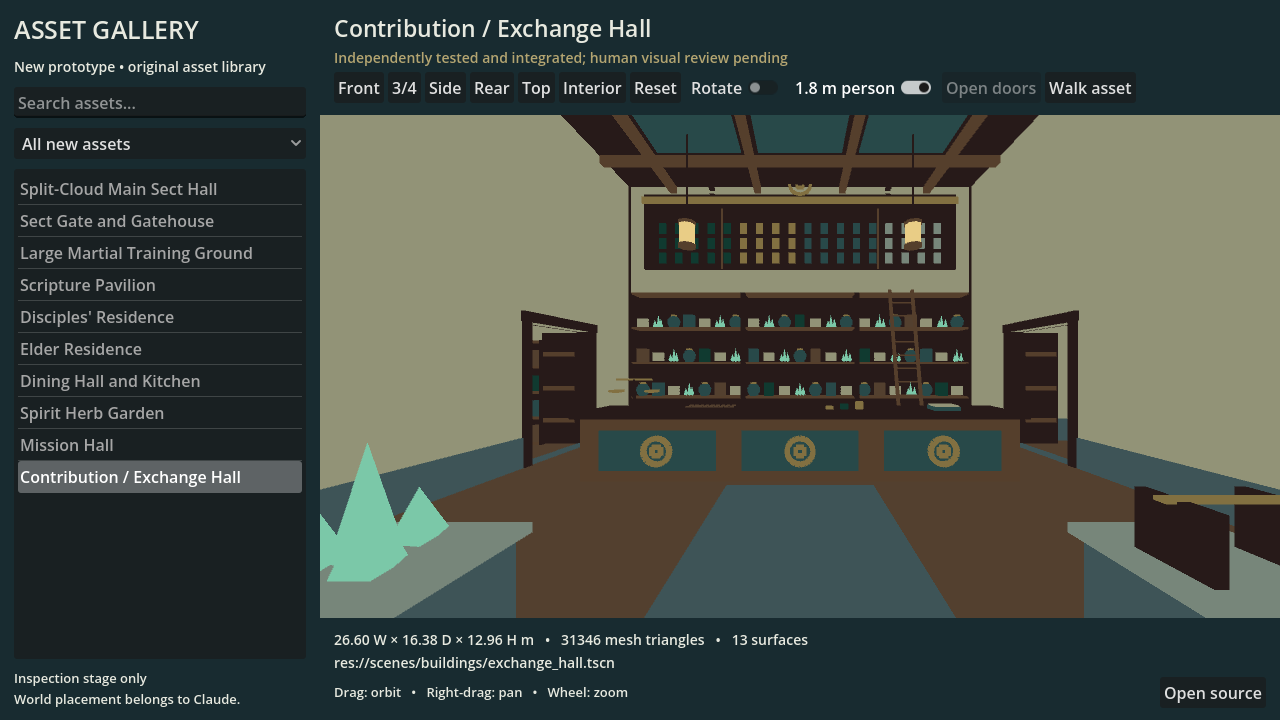 ASSET GALLERY
New prototype • original asset library
Search assets...
All new assets
Split-Cloud Main Sect Hall
Sect Gate and Gatehouse
Large Martial Training Ground
Scripture Pavilion
Disciples' Residence
Elder Residence
Dining Hall and Kitchen
Spirit Herb Garden
Mission Hall
Contribution / Exchange Hall
Inspection stage only
World placement belongs to Claude.
Contribution / Exchange Hall
Independently tested and integrated; human visual review pending
Front 3/4 Side Rear Top Interior Reset Rotate 1.8 m person Open doors Walk asset
26.60 W × 16.38 D × 12.96 H m • 31346 mesh triangles • 13 surfaces
res://scenes/buildings/exchange_hall.tscn
Drag: orbit • Right-drag: pan • Wheel: zoom
Open source